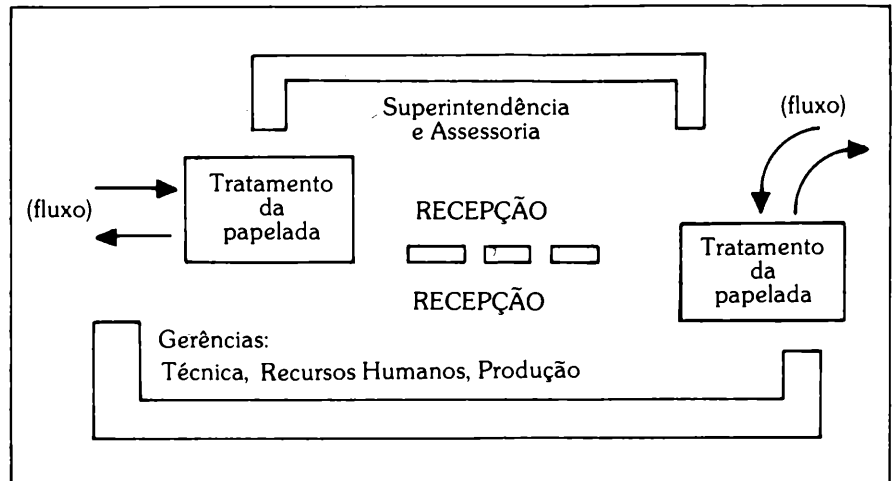 Superintendência
e Assessoria
(fluxo)
(fluxo)
Tratamento
da
papelada
RECEPÇÃO
RECEPÇÃO
Tratamento
da
papelada
Gerências:
Técnica, Recursos Humanos, Produção